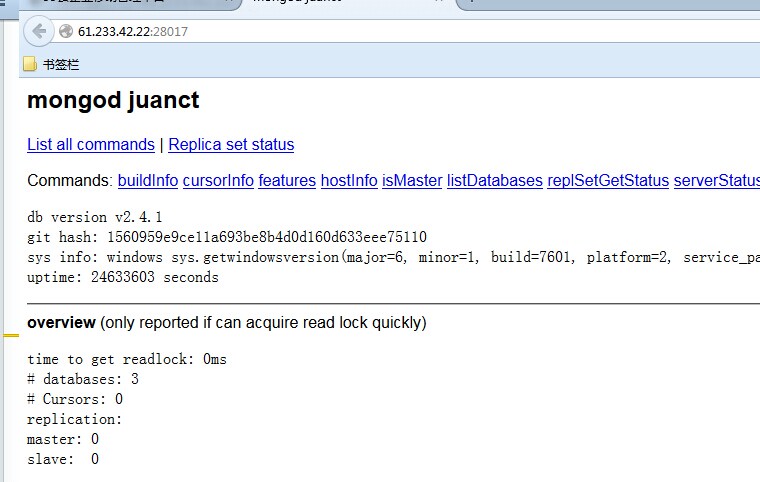 mongod juanct
61.233.42.22:28017
书签栏
mongod juanct
List all commands | Replica set status
Commands: buildInfo cursorInfo features hostInfo isMaster listDatabases replSetGetStatus serverStatus
db version v2.4.1
git hash: 1560959e9ce11a693be8b4d0d160d633eee75110
sys info: windows sys.getwindowsversion(major=6, minor=1, build=7601, platform=2, service_pa
uptime: 24633603 seconds
overview (only reported if can acquire read lock quickly)
time to get readlock: 0ms
# databases: 3
# Cursors: 0
replication:
master: 0
slave: 0